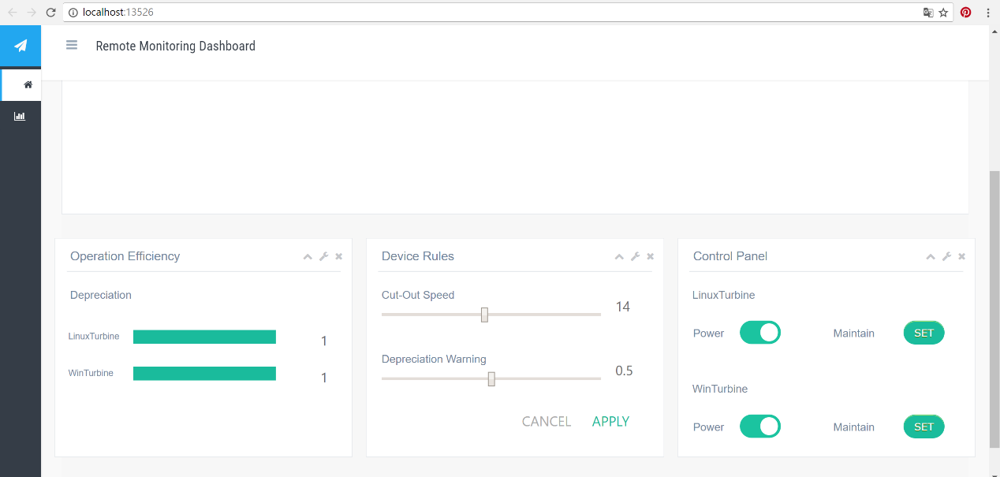 localhost:13526
Remote Monitoring Dashboard
Operation Efficiency
Depreciation
LinuxTurbine 1
WinTurbine 1
Device Rules
Cut-Out Speed 14
Depreciation Warning 0.5
CANCEL APPLY
Control Panel
LinuxTurbine
Power Maintain SET
WinTurbine
Power Maintain SET